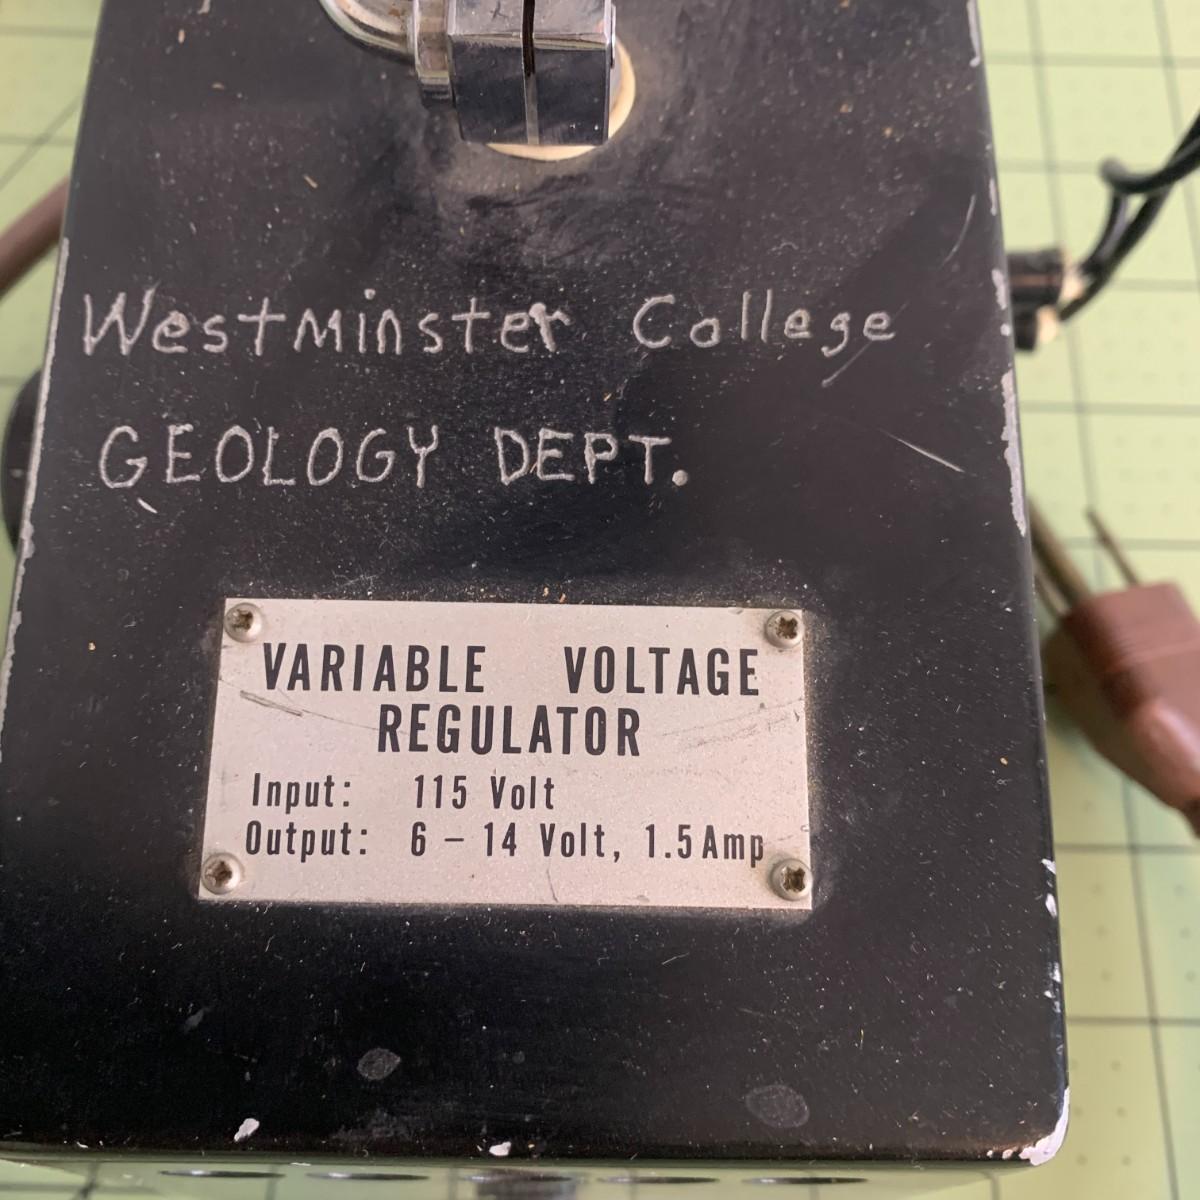 Westminster College
GEOLOGY DEPT.
VARIABLE VOLTAGE
REGULATOR
Input: 115 Volt
Output: 6 - 14 Volt, 1.5 Amp